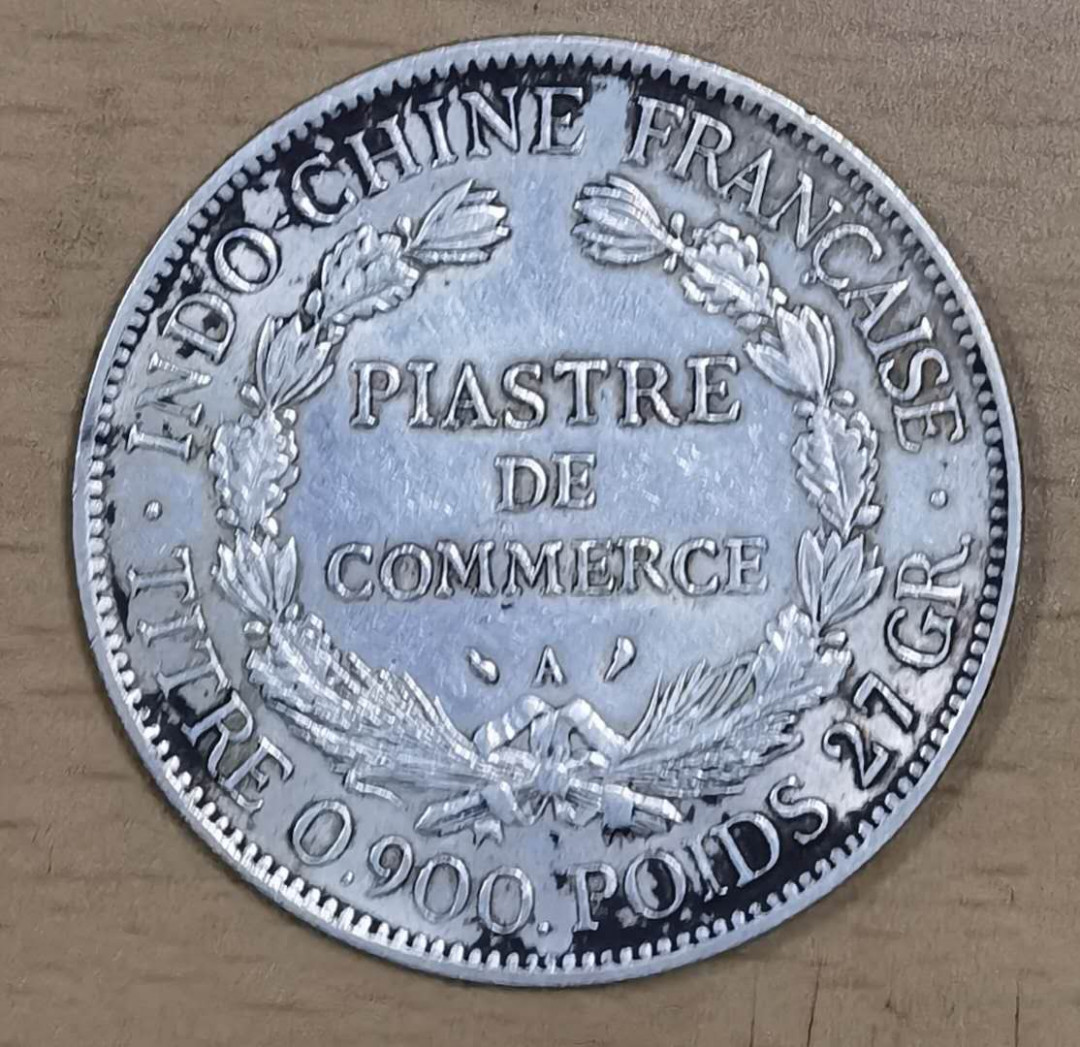 INDO-CHINE FRANÇAISE
PIASTRE
DE
COMMERCE
A
· TITRE 0.900. POIDS 27 GR. ·